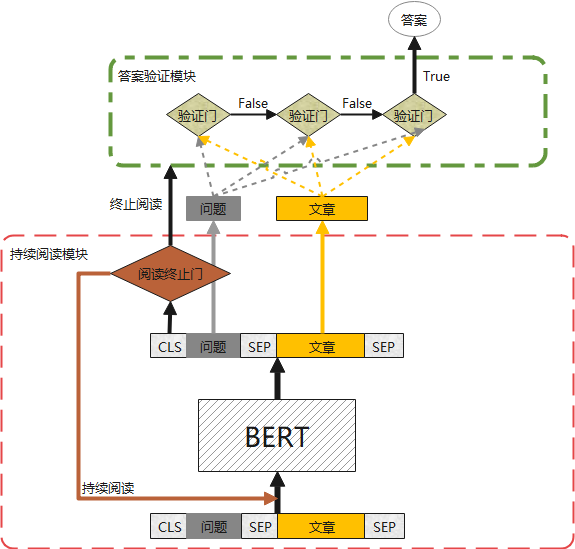 答案
答案验证模块
True
False
False
验证门
验证门
验证门
终止阅读
问题
文章
持续阅读模块
阅读终止门
CLS
问题
SEP
文章
SEP
BERT
持续阅读
CLS
问题
SEP
文章
SEP